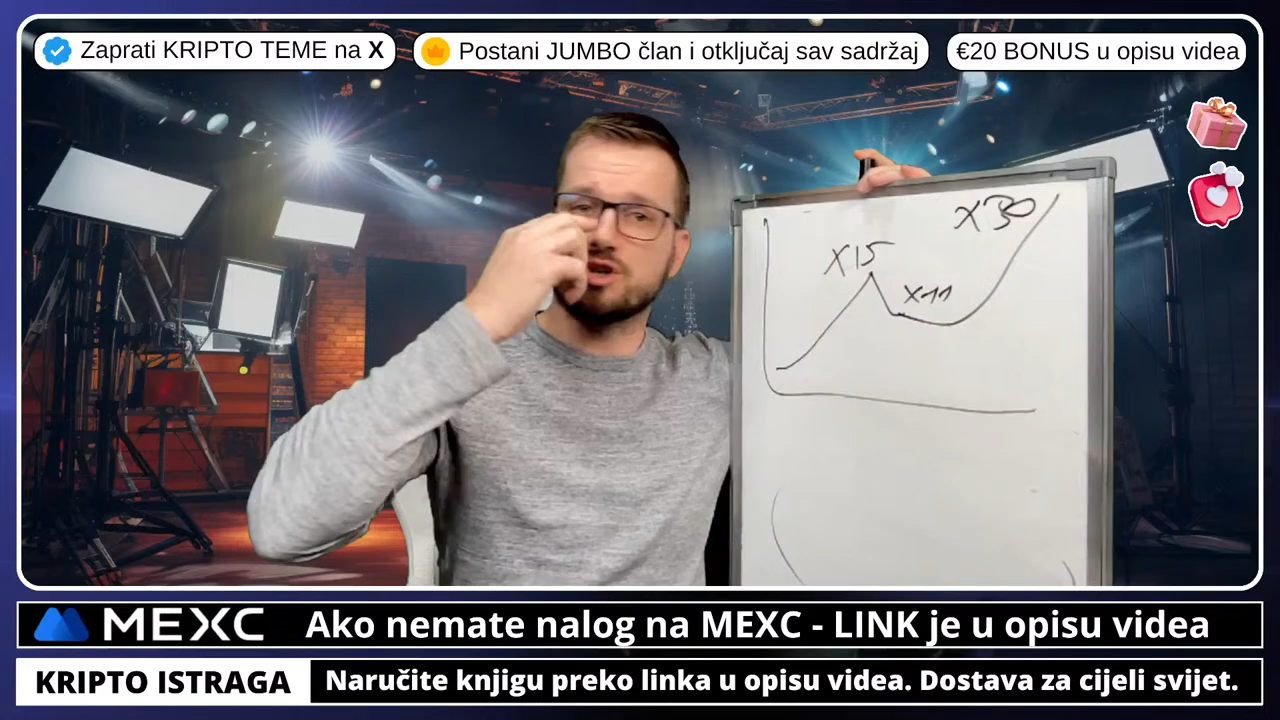 Zaprati KRIPTO TEME na X
Postani JUMBO član i otključaj sav sadržaj
€20 BONUS u opisu videa
X30
X15
X11
MEXC
Ako nemate nalog na MEXC - LINK je u opisu videa
KRIPTO ISTRAGA
Naručite knjigu preko linka u opisu videa. Dostava za cijeli svijet.